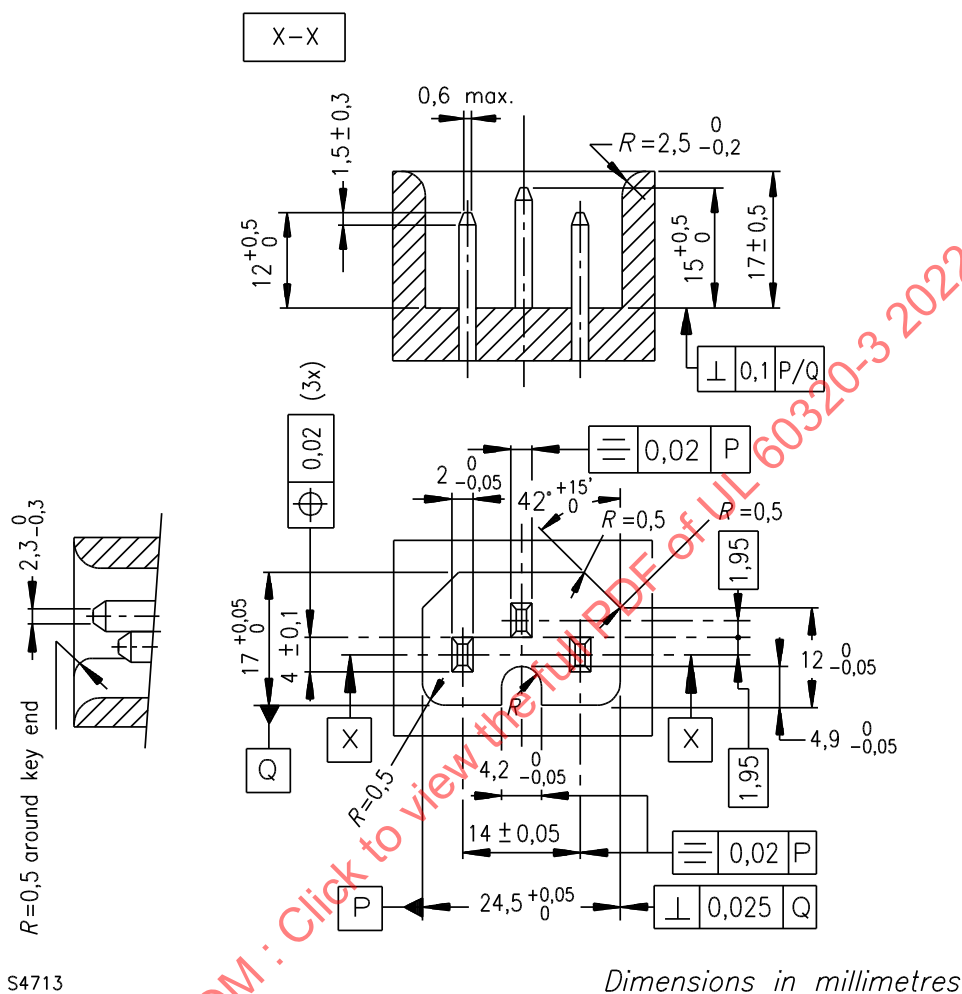 X-X
0,6 max.
1,5±0,3
R=2,5 0 -0,2
12 +0,5 0
15 +0,5 0
17±0,5
⊥ 0,1 P/Q
(3x)
⌖ 0,02
⌯ 0,02 P
2 0 -0,05
42° +15' 0
R=0,5
R=0,5
2,3 0 -0,3
1,95
17 +0,05 0
4 ±0,1
12 0 -0,05
4,9 0 -0,05
X
X
R
Q
R=0,5
4,2 0 -0,05
1,95
14±0,05
⌯ 0,02 P
P
24,5 +0,05 0
⊥ 0,025 Q
R=0,5 around key end
S4713
Dimensions in millimetres
OM : Click to view the full PDF of UL 60320-3 2022